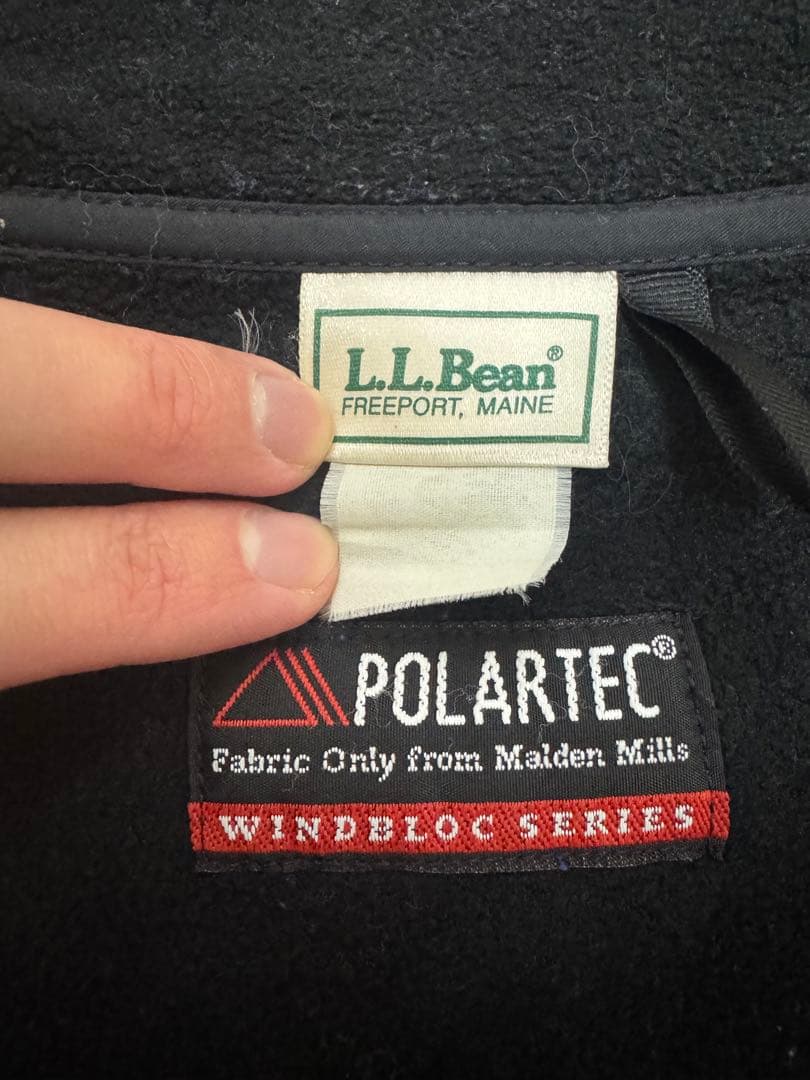 L.L.Bean®
FREEPORT, MAINE
POLARTEC®
Fabric Only from Malden Mills
WINDBLOC SERIES